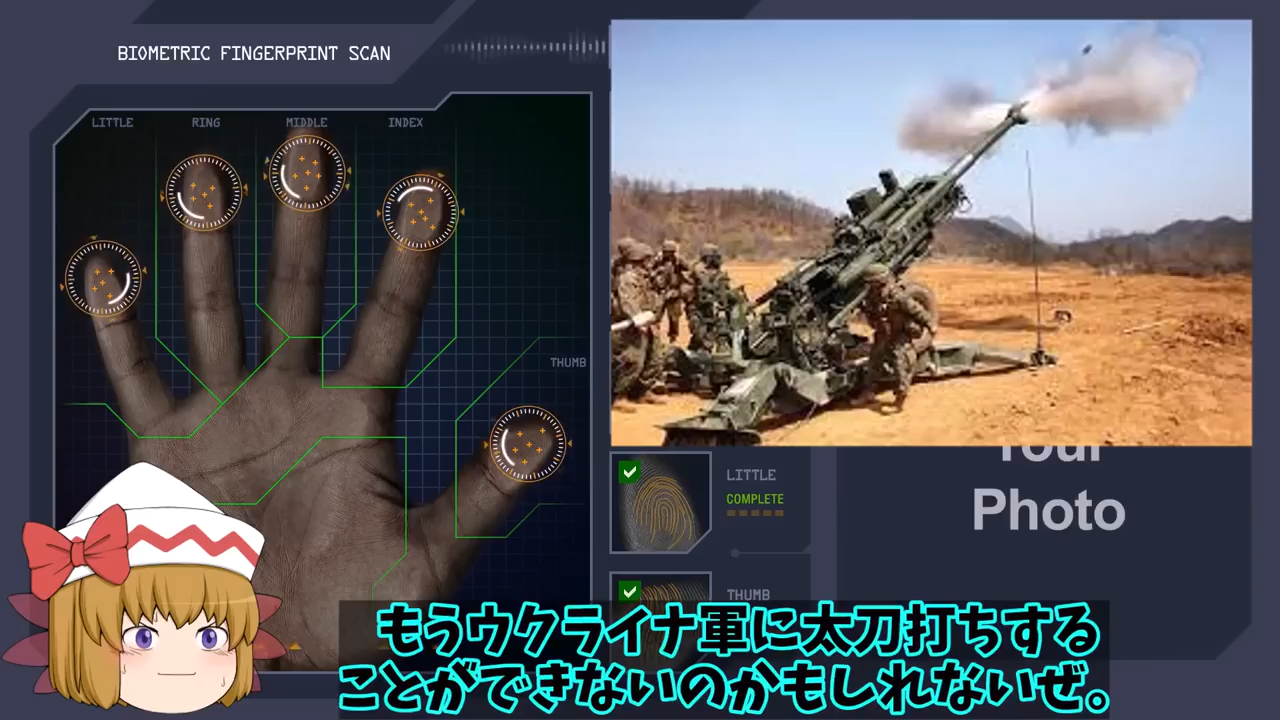 BIOMETRIC FINGERPRINT SCAN
LITTLE
RING
MIDDLE
INDEX
THUMB
Your
Photo
LITTLE
COMPLETE
THUMB
もうウクライナ軍に太刀打ちする
ことができないのかもしれないぜ。